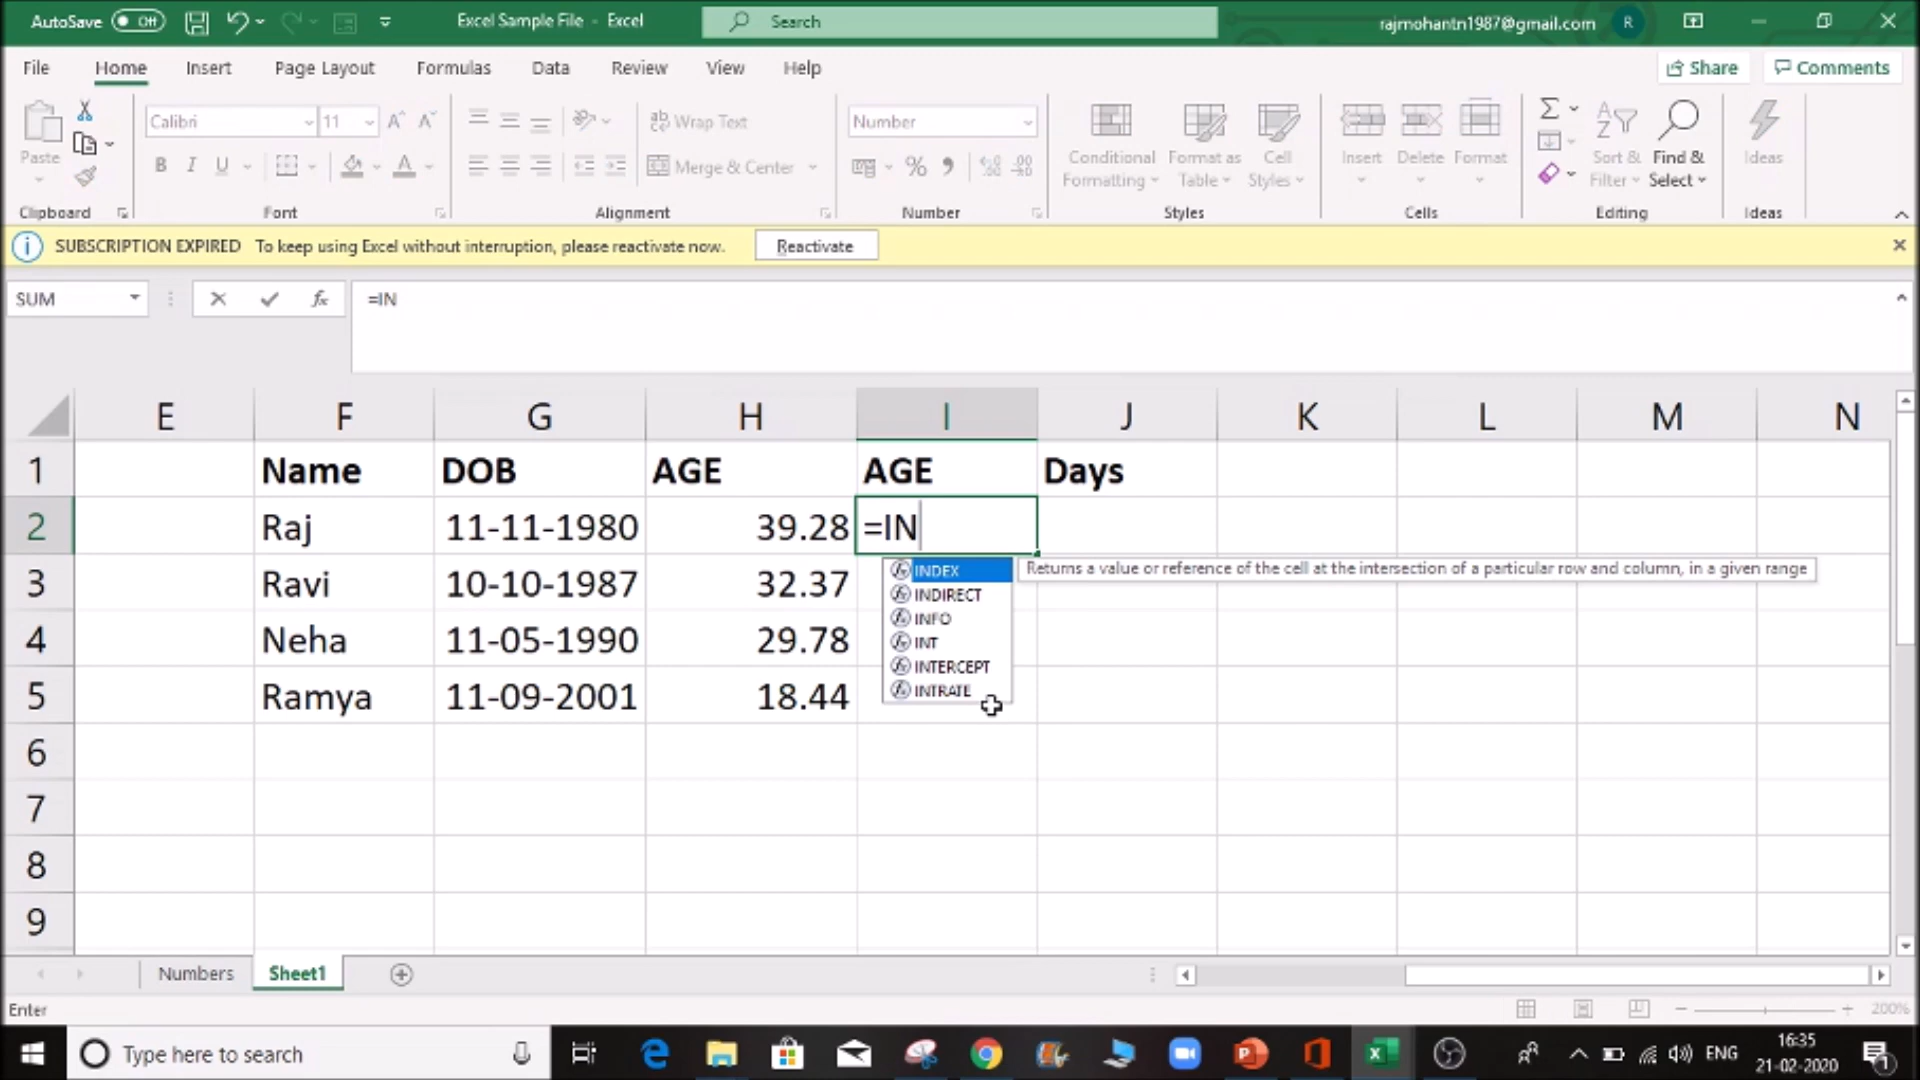 AutoSave Off Excel Sample File - Excel Search rajmohantn1987@gmail.com R
File Home Insert Page Layout Formulas Data Review View Help Share Comments
Calibri 11 A^ A˅ ab Wrap Text Number Σ
Paste B I U A Merge & Center % , Conditional Formatting Format as Table Cell Styles Insert Delete Format Sort & Filter Find & Select Ideas
Clipboard Font Alignment Number Styles Cells Editing Ideas
SUBSCRIPTION EXPIRED To keep using Excel without interruption, please reactivate now. Reactivate
SUM fx =IN
E F G H I J K L M N
1 Name DOB AGE AGE Days
2 Raj 11-11-1980 39.28 =IN
INDEX Returns a value or reference of the cell at the intersection of a particular row and column, in a given range
3 Ravi 10-10-1987 32.37 INDIRECT
INFO
4 Neha 11-05-1990 29.78 INT
INTERCEPT
5 Ramya 11-09-2001 18.44 INTRATE
6
7
8
9
Numbers Sheet1
Enter 200%
Type here to search ENG 16:35
21-02-2020 1